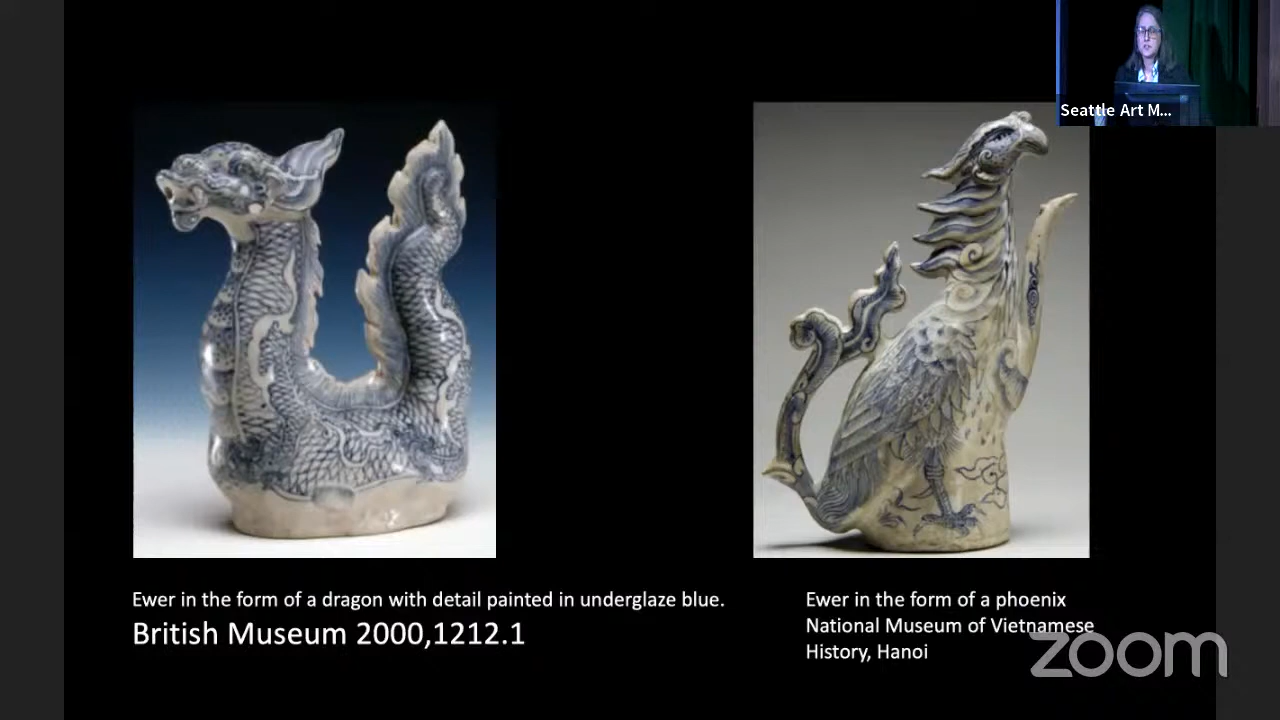 Seattle Art M...
Ewer in the form of a dragon with detail painted in underglaze blue.
British Museum 2000,1212.1
Ewer in the form of a phoenix
National Museum of Vietnamese
History, Hanoi
zoom